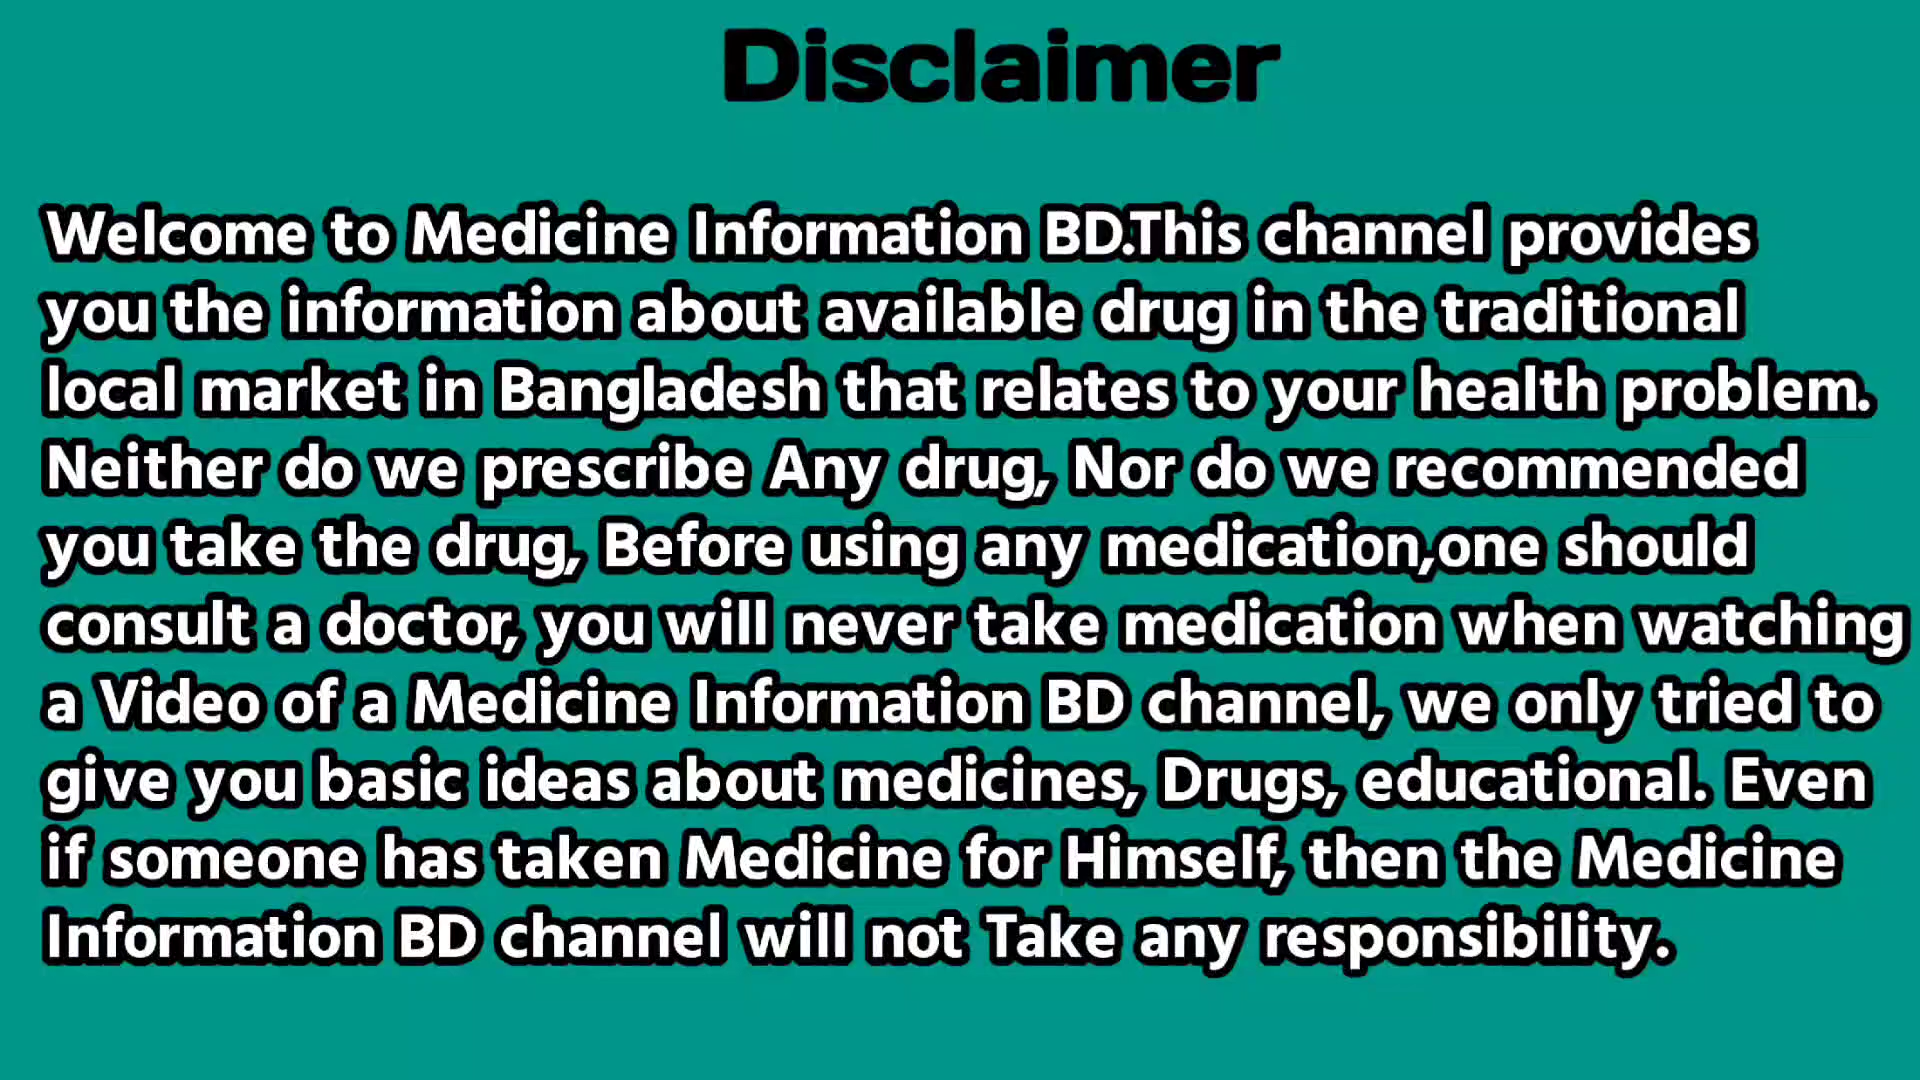 Disclaimer
Welcome to Medicine Information BD.This channel provides
you the information about available drug in the traditional
local market in Bangladesh that relates to your health problem.
Neither do we prescribe Any drug, Nor do we recommended
you take the drug, Before using any medication,one should
consult a doctor, you will never take medication when watching
a Video of a Medicine Information BD channel, we only tried to
give you basic ideas about medicines, Drugs, educational. Even
if someone has taken Medicine for Himself, then the Medicine
Information BD channel will not Take any responsibility.